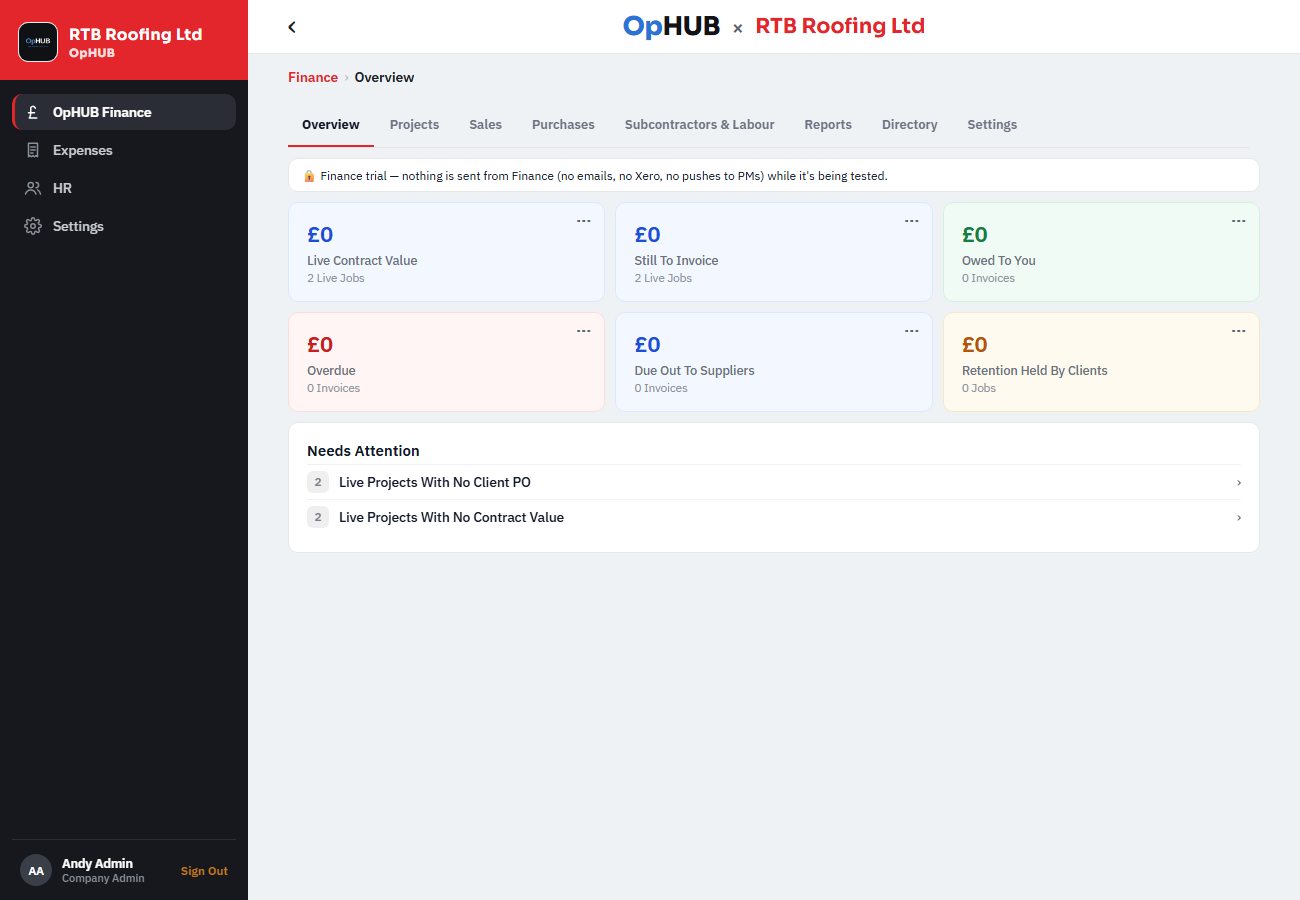 OpHUB
RTB Roofing Ltd
OpHUB
£ OpHUB Finance
Expenses
HR
Settings
AA
Andy Admin
Company Admin
Sign Out
‹
OpHUB × RTB Roofing Ltd
Finance › Overview
Overview Projects Sales Purchases Subcontractors & Labour Reports Directory Settings
🔒 Finance trial — nothing is sent from Finance (no emails, no Xero, no pushes to PMs) while it's being tested.
£0
Live Contract Value
2 Live Jobs
£0
Still To Invoice
2 Live Jobs
£0
Owed To You
0 Invoices
£0
Overdue
0 Invoices
£0
Due Out To Suppliers
0 Invoices
£0
Retention Held By Clients
0 Jobs
Needs Attention
2 Live Projects With No Client PO ›
2 Live Projects With No Contract Value ›